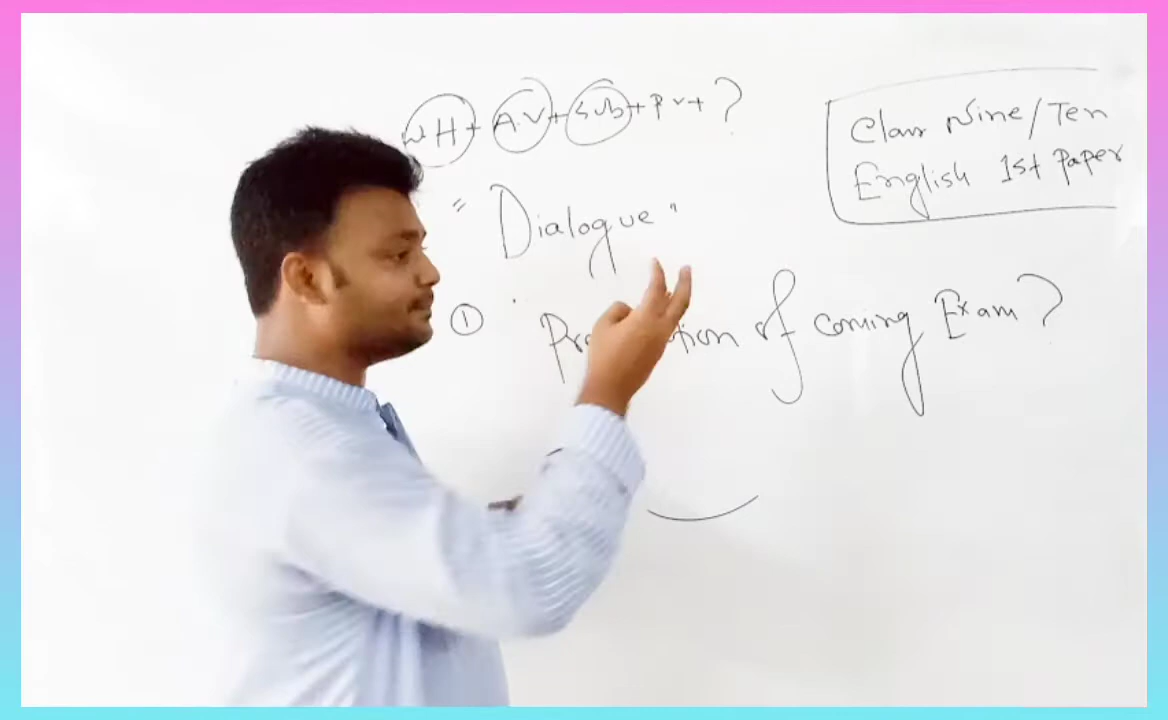 WH + A.V + Sub + P V + ?
Class Nine/Ten
English 1st Paper
"Dialogue"
① of coming Exam?